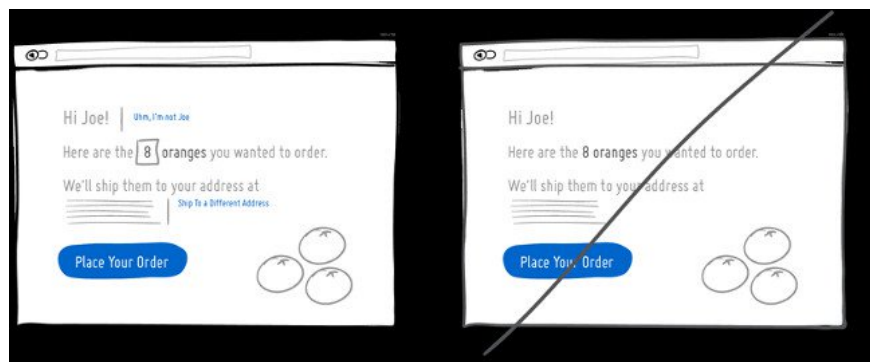 Hi Joe!
Uhm, I'm not Joe
Here are the 8 oranges you wanted to order.
We'll ship them to your address at
Ship To a Different Address
Place Your Order
Hi Joe!
Here are the 8 oranges you wanted to order.
We'll ship them to your address at
Place Your Order